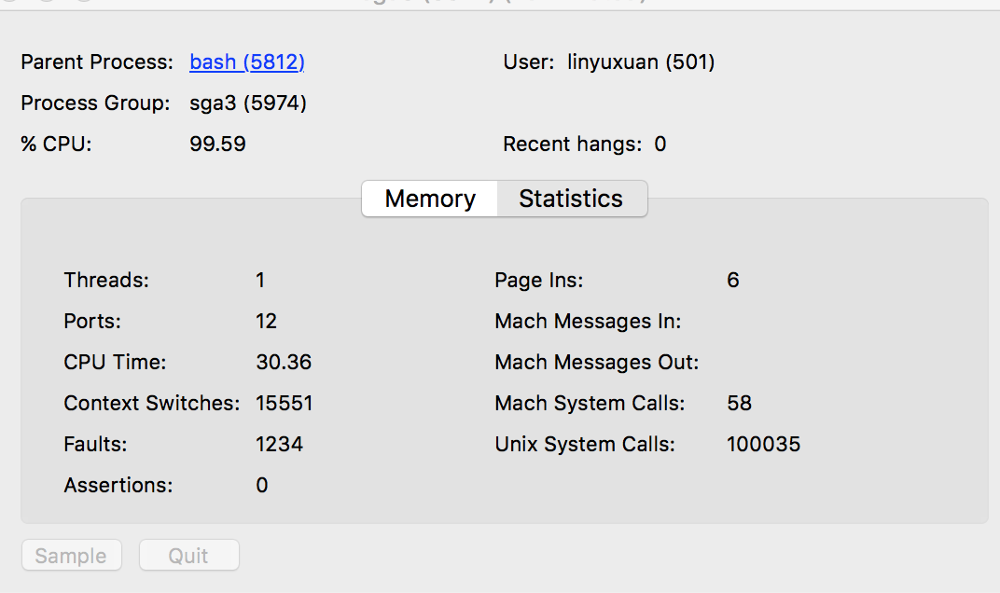 Parent Process: bash (5812) User: linyuxuan (501)
Process Group: sga3 (5974)
% CPU: 99.59 Recent hangs: 0
Memory Statistics
Threads: 1 Page Ins: 6
Ports: 12 Mach Messages In:
CPU Time: 30.36 Mach Messages Out:
Context Switches: 15551 Mach System Calls: 58
Faults: 1234 Unix System Calls: 100035
Assertions: 0
Sample Quit